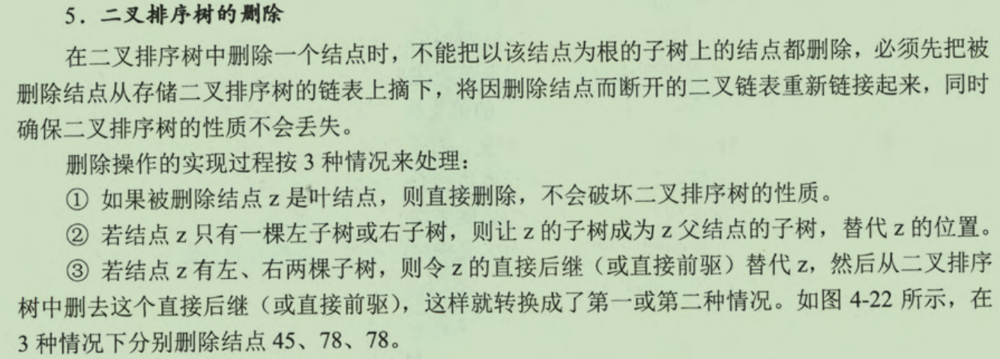 5．二叉排序树的删除
在二叉排序树中删除一个结点时，不能把以该结点为根的子树上的结点都删除，必须先把被
删除结点从存储二叉排序树的链表上摘下，将因删除结点而断开的二叉链表重新链接起来，同时
确保二叉排序树的性质不会丢失。
删除操作的实现过程按 3 种情况来处理：
① 如果被删除结点 z 是叶结点，则直接删除，不会破坏二叉排序树的性质。
② 若结点 z 只有一棵左子树或右子树，则让 z 的子树成为 z 父结点的子树，替代 z 的位置。
③ 若结点 z 有左、右两棵子树，则令 z 的直接后继（或直接前驱）替代 z，然后从二叉排序
树中删去这个直接后继（或直接前驱），这样就转换成了第一或第二种情况。如图 4-22 所示，在
3 种情况下分别删除结点 45、78、78。